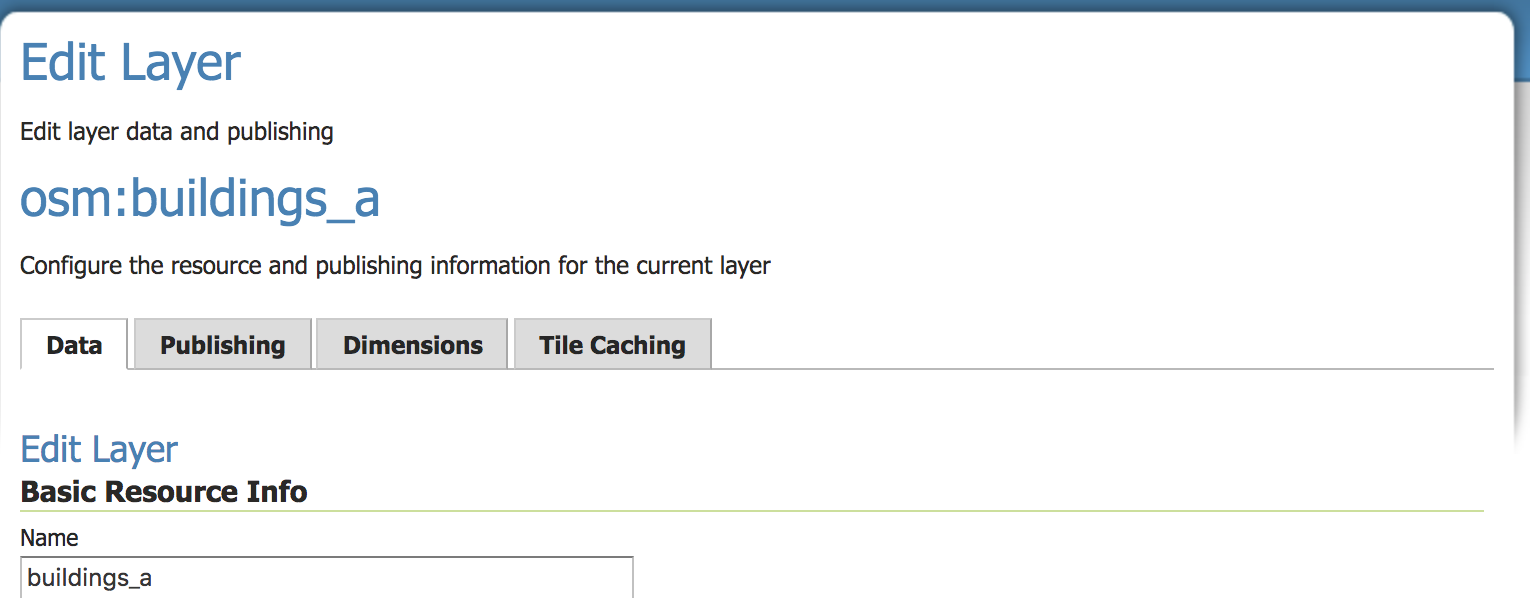 Edit Layer
Edit layer data and publishing
osm:buildings_a
Configure the resource and publishing information for the current layer
Data Publishing Dimensions Tile Caching
Edit Layer
Basic Resource Info
Name
buildings_a